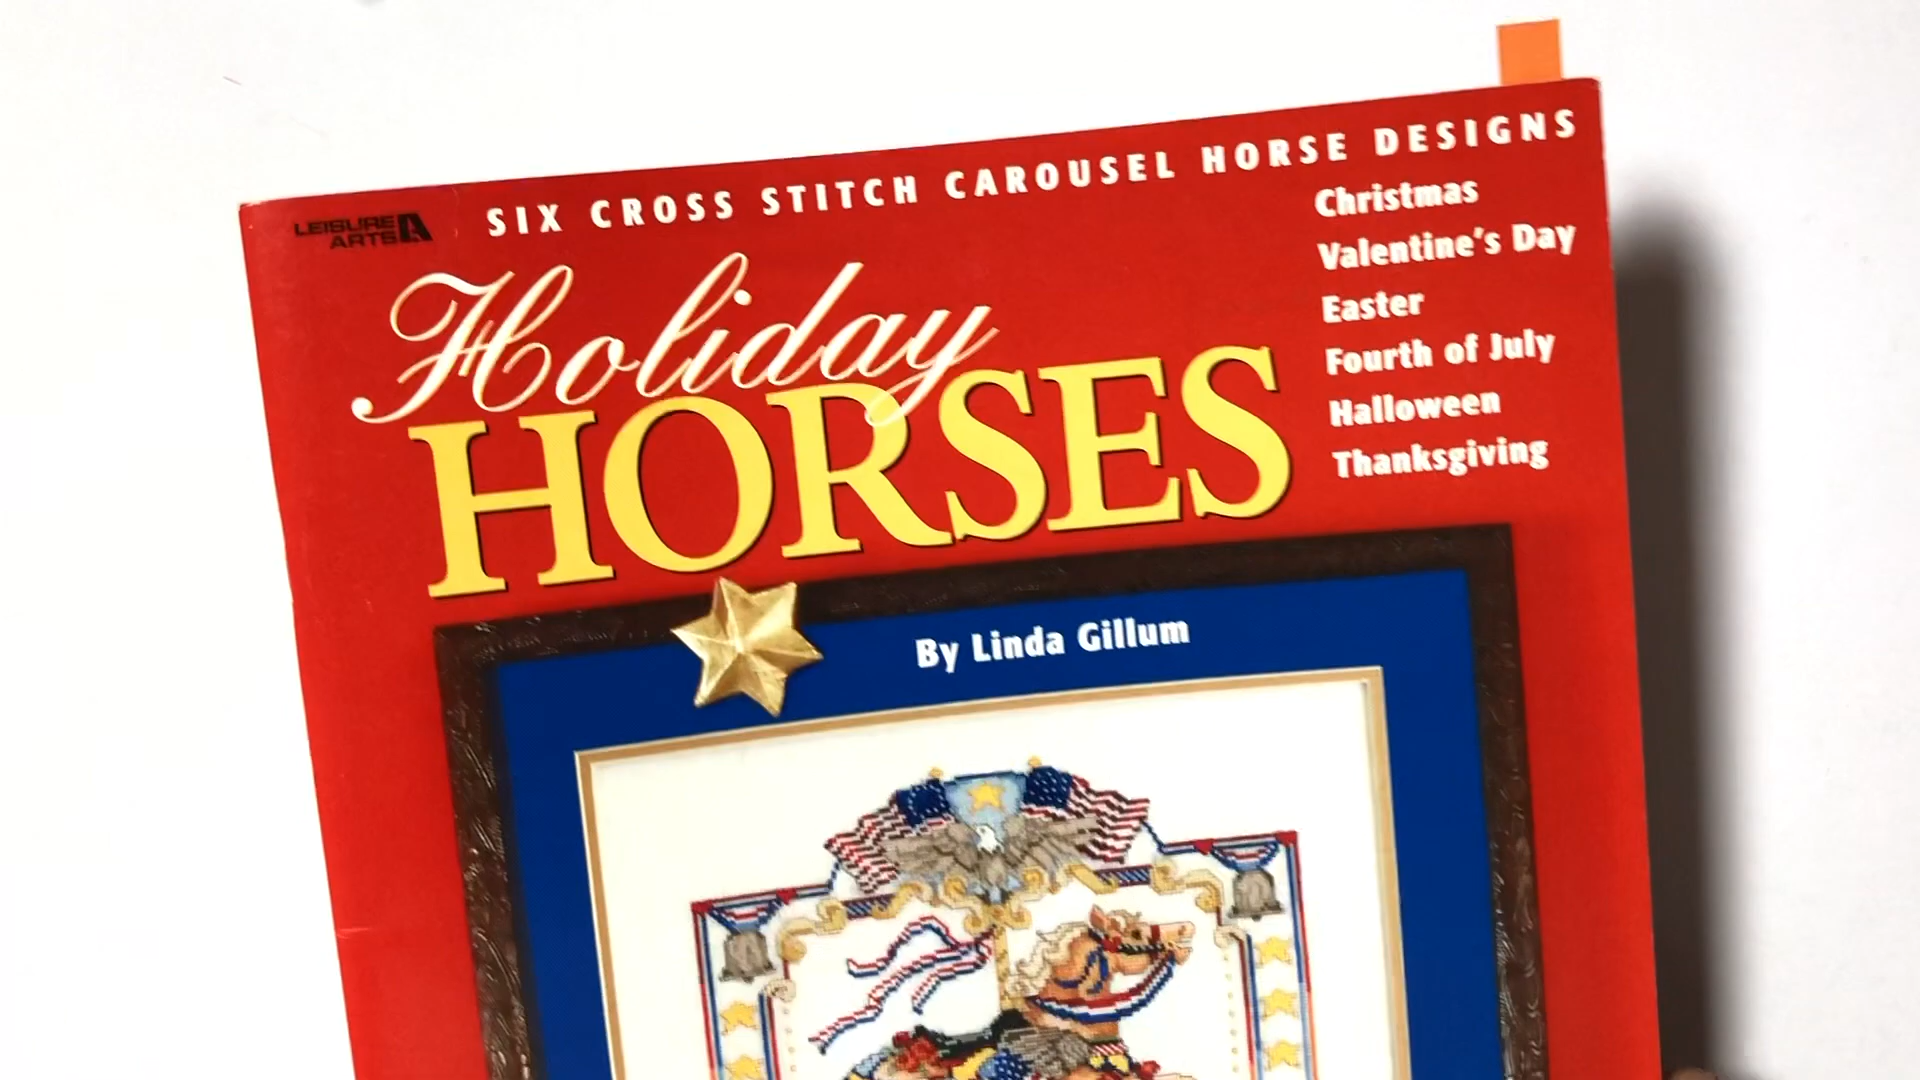 SIX CROSS STITCH CAROUSEL HORSE DESIGNS
LEISURE
ARTS
Holiday
HORSES
Christmas
Valentine's Day
Easter
Fourth of July
Halloween
Thanksgiving
By Linda Gillum